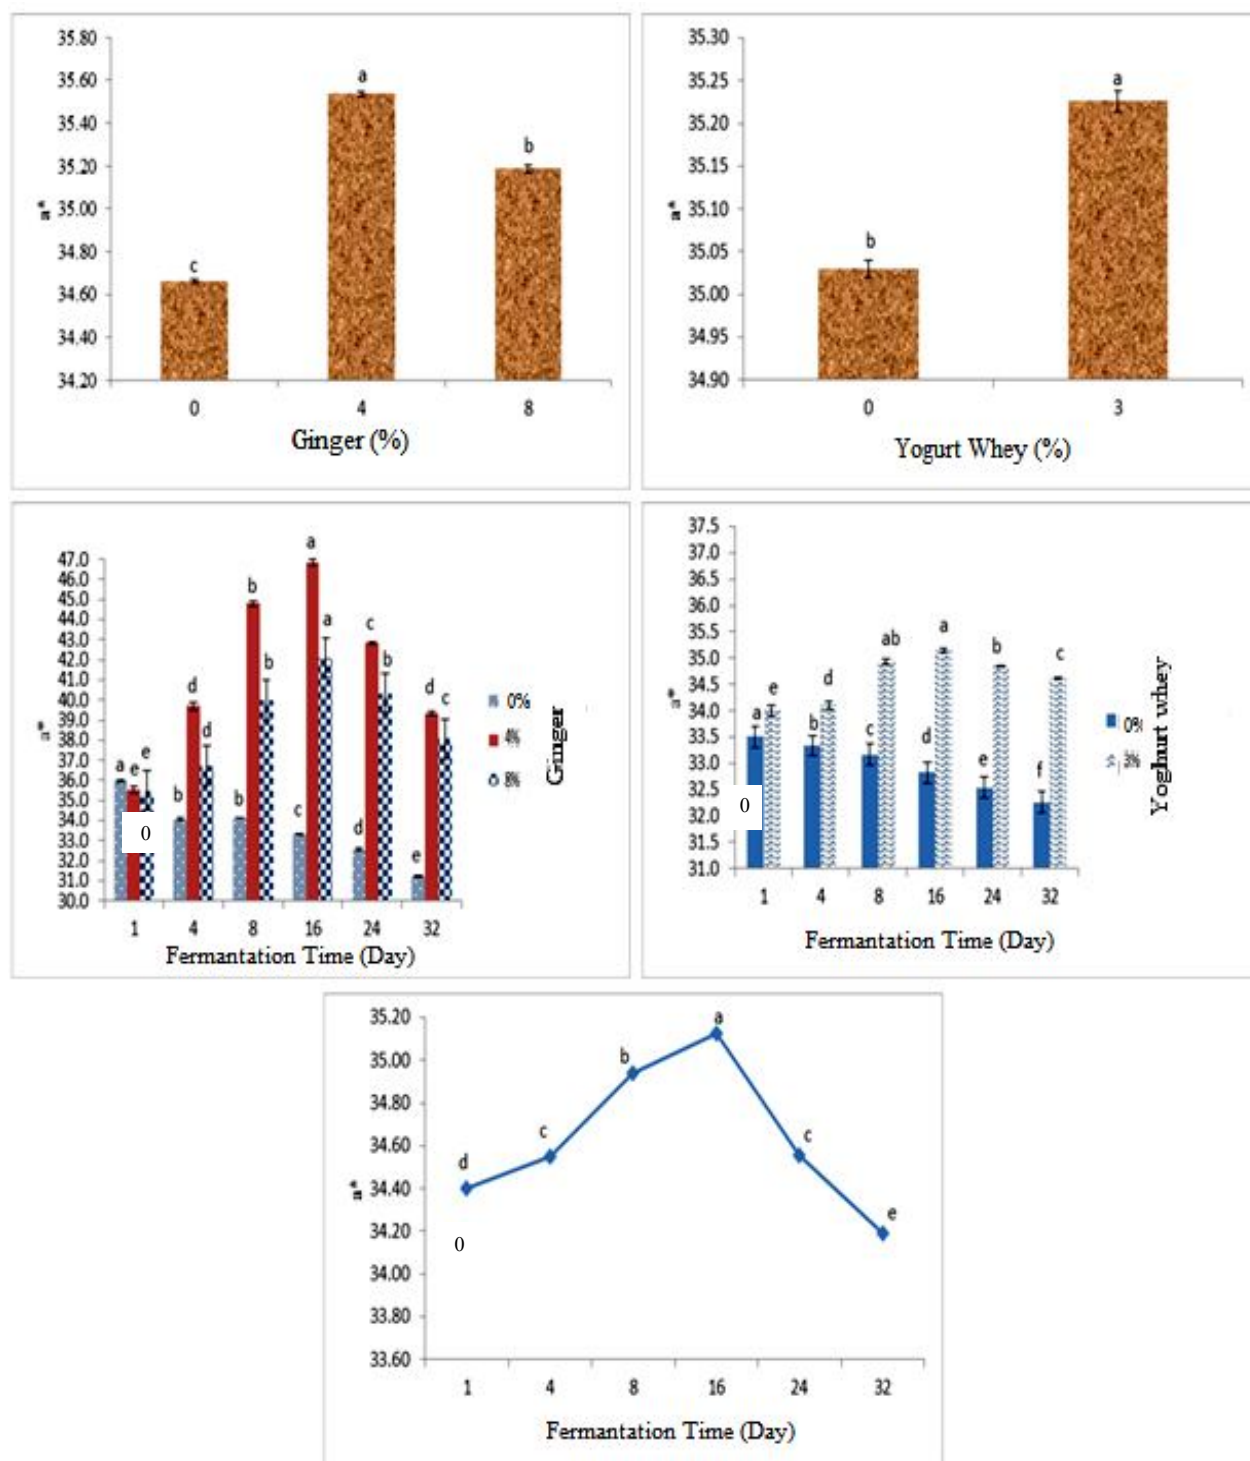 35.80
35.60
35.40
35.20
35.00
34.80
34.60
34.40
34.20
a*
c
a
b
0
4
8
Ginger (%)
35.30
35.25
35.20
35.15
35.10
35.05
35.00
34.95
34.90
a*
b
a
0
3
Yogurt Whey (%)
47.0
46.0
45.0
44.0
43.0
42.0
41.0
40.0
39.0
38.0
37.0
36.0
35.0
34.0
33.0
32.0
31.0
30.0
a*
a e e
b d d
b b b
c a a
d c b
e d c
0
1 4 8 16 24 32
Fermantation Time (Day)
0%
4%
8%
Ginger
37.5
37.0
36.5
36.0
35.5
35.0
34.5
34.0
33.5
33.0
32.5
32.0
31.5
31.0
a*
a e
b d
c ab
d a
e b
f c
0
1 4 8 16 24 32
Fermantation Time (Day)
0%
3%
Yoghurt whey
35.20
35.00
34.80
34.60
34.40
34.20
34.00
33.60
a*
d
c
b
a
c
e
0
1 4 8 16 24 32
Fermantation Time (Day)